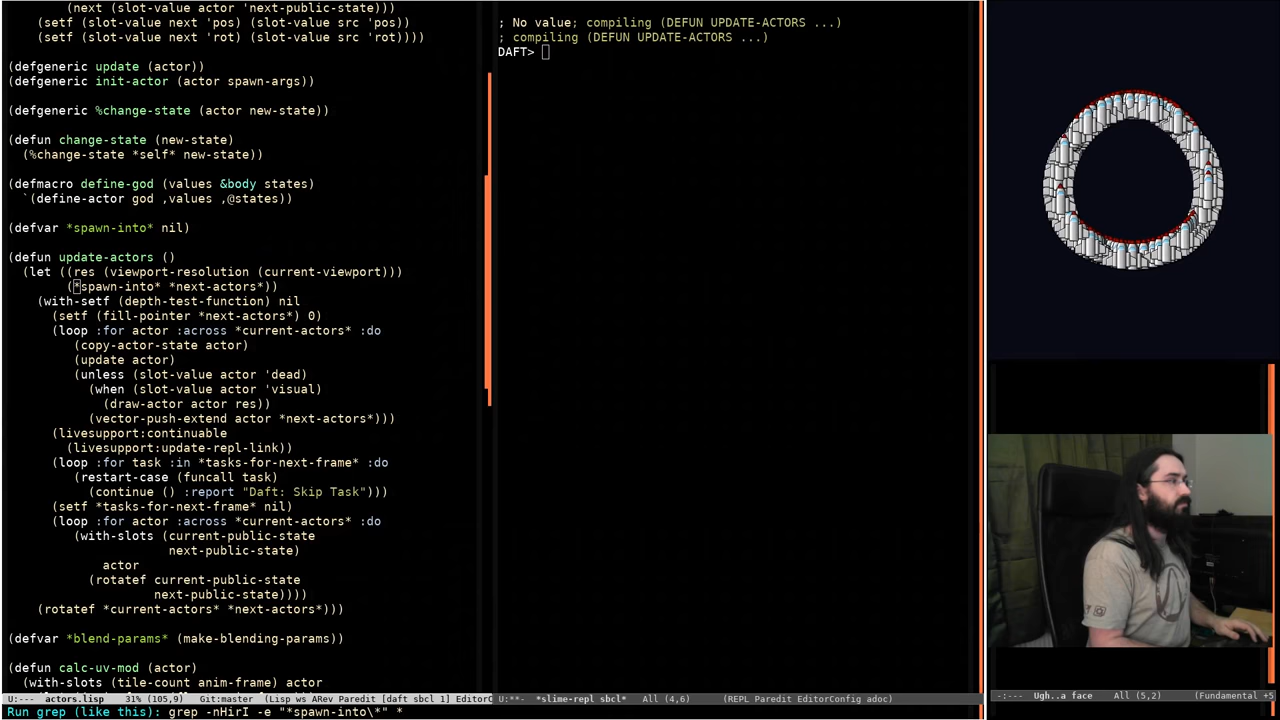 (next (slot-value actor 'next-public-state))
(setf (slot-value next 'pos) (slot-value src 'pos))
(setf (slot-value next 'rot) (slot-value src 'rot))))
(defgeneric update (actor))
(defgeneric init-actor (actor spawn-args))
(defgeneric %change-state (actor new-state))
(defun change-state (new-state)
(%change-state *self* new-state))
(defmacro define-god (values &body states)
`(define-actor god ,values ,@states))
(defvar *spawn-into* nil)
(defun update-actors ()
(let ((res (viewport-resolution (current-viewport)))
(*spawn-into* *next-actors*))
(with-setf (depth-test-function) nil
(setf (fill-pointer *next-actors*) 0)
(loop :for actor :across *current-actors* :do
(copy-actor-state actor)
(update actor)
(unless (slot-value actor 'dead)
(when (slot-value actor 'visual)
(draw-actor actor res))
(vector-push-extend actor *next-actors*)))
(livesupport:continuable
(livesupport:update-repl-link))
(loop :for task :in *tasks-for-next-frame* :do
(restart-case (funcall task)
(continue () :report "Daft: Skip Task")))
(setf *tasks-for-next-frame* nil)
(loop :for actor :across *current-actors* :do
(with-slots (current-public-state
next-public-state)
actor
(rotatef current-public-state
next-public-state))))
(rotatef *current-actors* *next-actors*)))
(defvar *blend-params* (make-blending-params))
(defun calc-uv-mod (actor)
(with-slots (tile-count anim-frame) actor
U:--- actors.lisp 31% (105,9) Git:master (Lisp ws ARev Paredit [daft sbcl 1] EditorC
Run grep (like this): grep -nHirI -e "*spawn-into\*" *
; No value; compiling (DEFUN UPDATE-ACTORS ...)
; compiling (DEFUN UPDATE-ACTORS ...)
DAFT>
U:**- *slime-repl sbcl* All (4,6) (REPL Paredit EditorConfig adoc)
-:--- Ugh..a face All (5,2) (Fundamental +5